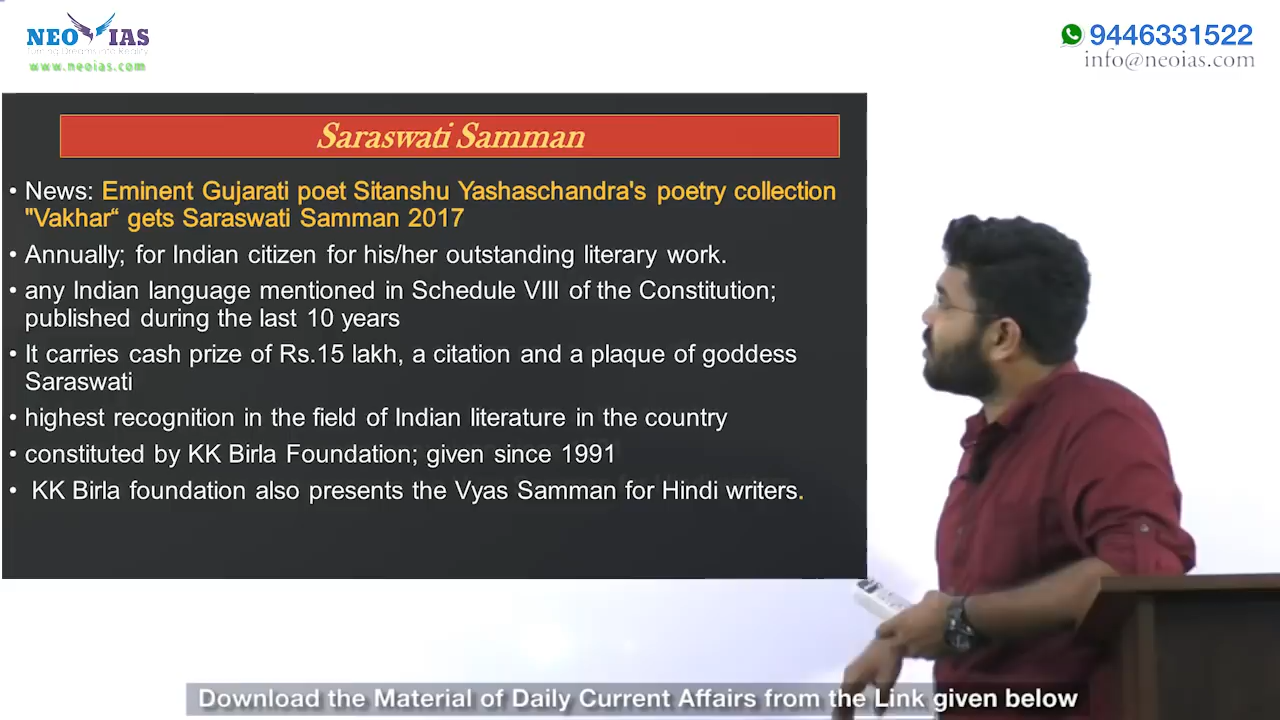 NEO IAS
Turning Dreams into Reality
www.neoias.com
9446331522
info@neoias.com
Saraswati Samman
• News: Eminent Gujarati poet Sitanshu Yashaschandra's poetry collection
"Vakhar“ gets Saraswati Samman 2017
• Annually; for Indian citizen for his/her outstanding literary work.
• any Indian language mentioned in Schedule VIII of the Constitution;
published during the last 10 years
• It carries cash prize of Rs.15 lakh, a citation and a plaque of goddess
Saraswati
• highest recognition in the field of Indian literature in the country
• constituted by KK Birla Foundation; given since 1991
• KK Birla foundation also presents the Vyas Samman for Hindi writers.
Download the Material of Daily Current Affairs from the Link given below